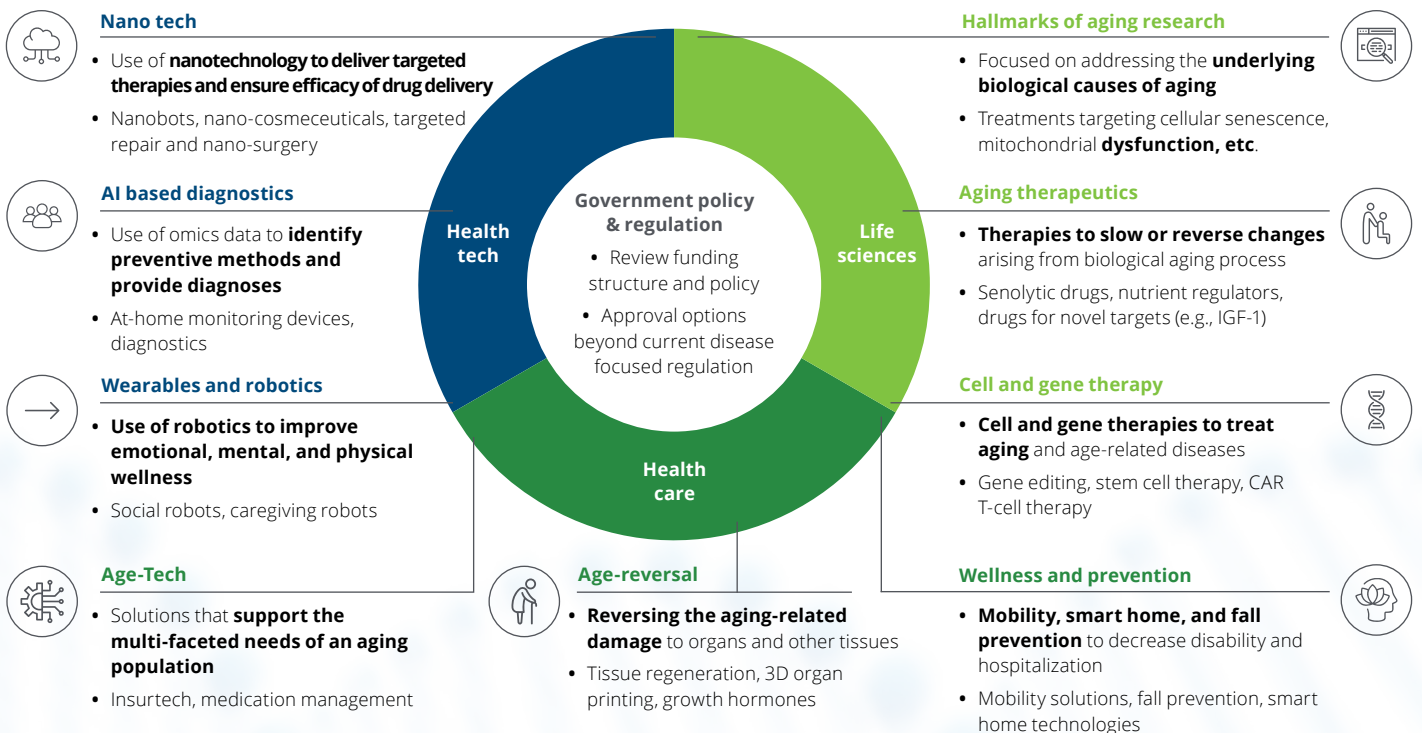 Nano tech
• Use of nanotechnology to deliver targeted
therapies and ensure efficacy of drug delivery
• Nanobots, nano-cosmeceuticals, targeted
repair and nano-surgery
AI based diagnostics
• Use of omics data to identify
preventive methods and
provide diagnoses
• At-home monitoring devices,
diagnostics
Wearables and robotics
• Use of robotics to improve
emotional, mental, and physical
wellness
• Social robots, caregiving robots
Age-Tech
• Solutions that support the
multi-faceted needs of an aging
population
• Insurtech, medication management
Health
tech
Government policy
& regulation
• Review funding
structure and policy
• Approval options
beyond current disease
focused regulation
Life
sciences
Health
care
Age-reversal
• Reversing the aging-related
damage to organs and other tissues
• Tissue regeneration, 3D organ
printing, growth hormones
Hallmarks of aging research
• Focused on addressing the underlying
biological causes of aging
• Treatments targeting cellular senescence,
mitochondrial dysfunction, etc.
Aging therapeutics
• Therapies to slow or reverse changes
arising from biological aging process
• Senolytic drugs, nutrient regulators,
drugs for novel targets (e.g., IGF-1)
Cell and gene therapy
• Cell and gene therapies to treat
aging and age-related diseases
• Gene editing, stem cell therapy, CAR
T-cell therapy
Wellness and prevention
• Mobility, smart home, and fall
prevention to decrease disability and
hospitalization
• Mobility solutions, fall prevention, smart
home technologies